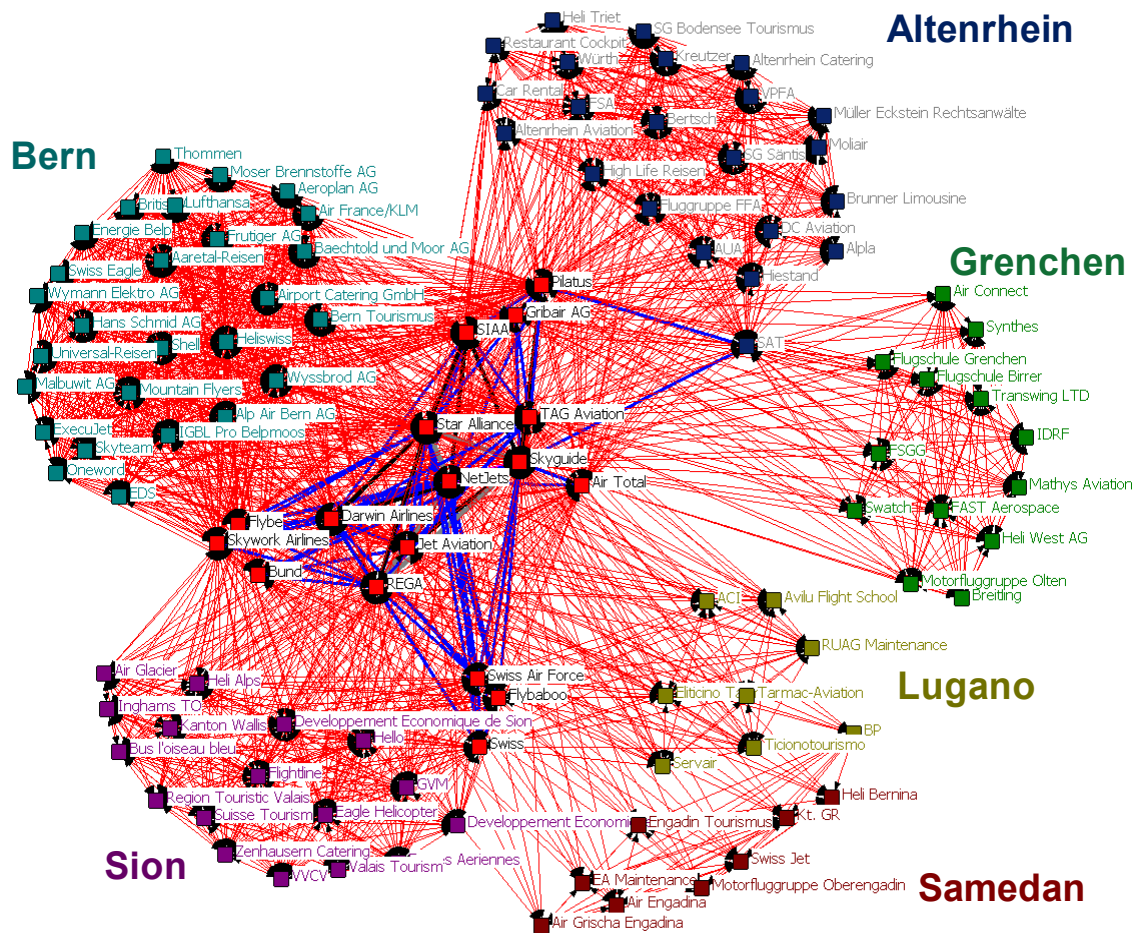 Altenrhein
Heli Triet
SG Bodensee Tourismus
Restaurant Cockpit
Würth
Kreutzer
Altenrhein Catering
Car Rental
FSA
VPFA
Bertsch
Müller Eckstein Rechtsanwälte
Altenrhein Aviation
Moliair
SG Säntis
High Life Reisen
Brunner Limousine
Fluggruppe FFA
DC Aviation
AUA
Alpla
Hiestand
SAT
Bern
Thommen
Moser Brennstoffe AG
Aeroplan AG
Britis
Lufthansa
Air France/KLM
Energie Belp
Frutiger AG
Baechtold und Moor AG
Aaretal-Reisen
Swiss Eagle
Wymann Elektro AG
Airport Catering GmbH
Hans Schmid AG
Bern Tourismus
Universal-Reisen
Shell
Heliswiss
Malbuwit AG
Mountain Flyers
Wyssbrod AG
Alp Air Bern AG
ExecuJet
IGBL Pro Belpmoos
Skyteam
Oneword
EDS
Pilatus
Gribair AG
SIAA
TAG Aviation
Star Alliance
Skyguide
NetJets
Air Total
Flybe
Darwin Airlines
Skywork Airlines
Jet Aviation
Bund
REGA
Swiss Air Force
Flybaboo
Swiss
Grenchen
Air Connect
Synthes
Flugschule Grenchen
Flugschule Birrer
Transwing LTD
IDRF
FSGG
Mathys Aviation
Swatch
FAST Aerospace
Heli West AG
Motorfluggruppe Olten
Breitling
ACI
Avilu Flight School
RUAG Maintenance
Lugano
Eliticino
Tarmac-Aviation
BP
Ticionotourismo
Servair
Air Glacier
Heli Alps
Inghams TO
Kanton Wallis
Developpement Economique de Sion
Bus l'oiseau bleu
Hello
Flightline
GVM
Region Touristic Valais
Suisse Tourism
Eagle Helicopter
Developpement Economi
Zenhausern Catering
Valais Tourism
s Aeriennes
VVCV
Sion
Heli Bernina
Kt. GR
Engadin Tourismus
Swiss Jet
EA Maintenance
Motorfluggruppe Oberengadin
Air Engadina
Air Grischa Engadina
Samedan